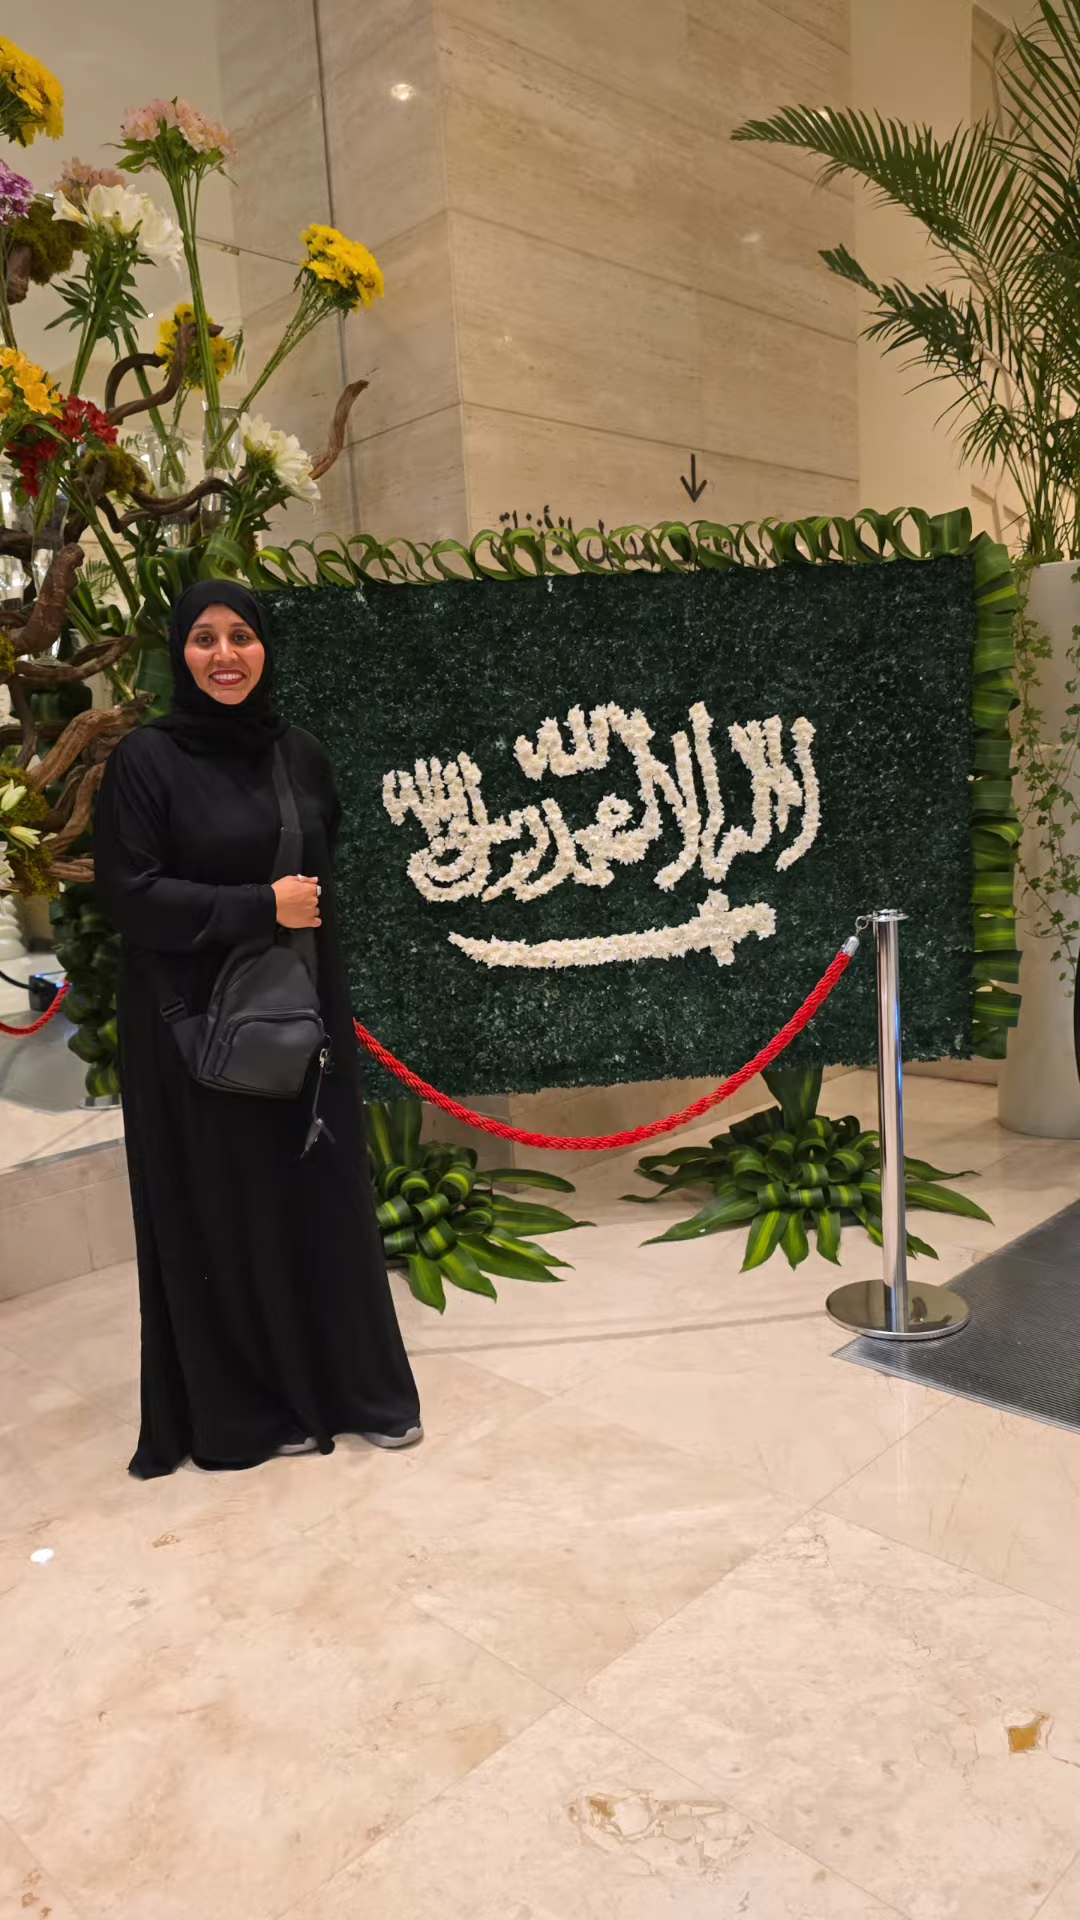 لا إله إلا الله محمد رسول الله